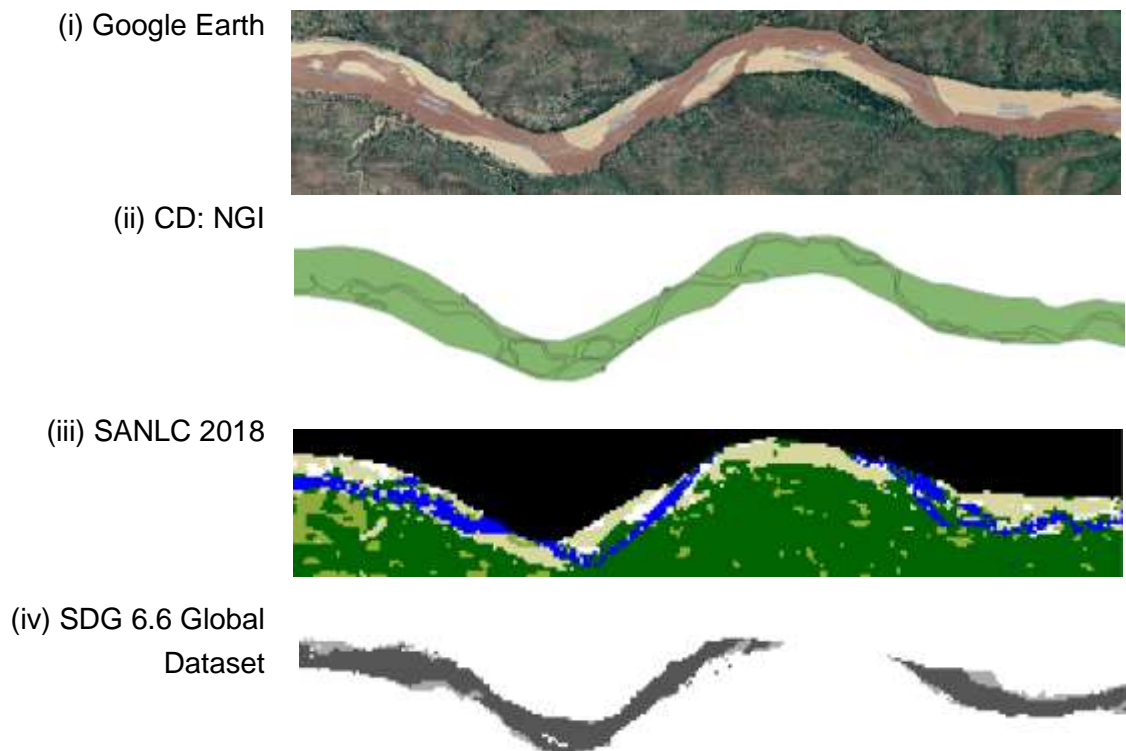 (i) Google Earth
(ii) CD: NGI
(iii) SANLC 2018
(iv) SDG 6.6 Global
Dataset